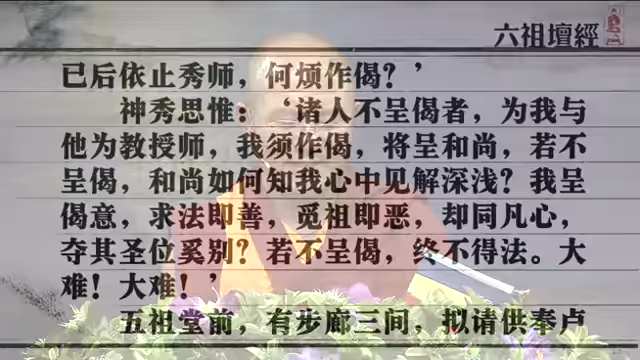 六祖壇經
已后依止秀师，何烦作偈？’
神秀思惟：‘诸人不呈偈者，为我与
他为教授师，我须作偈，将呈和尚，若不
呈偈，和尚如何知我心中见解深浅？我呈
偈意，求法即善，觅祖即恶，却同凡心，
夺其圣位奚别？若不呈偈，终不得法。大
难！大难！’
五祖堂前，有步廊三间，拟请供奉卢